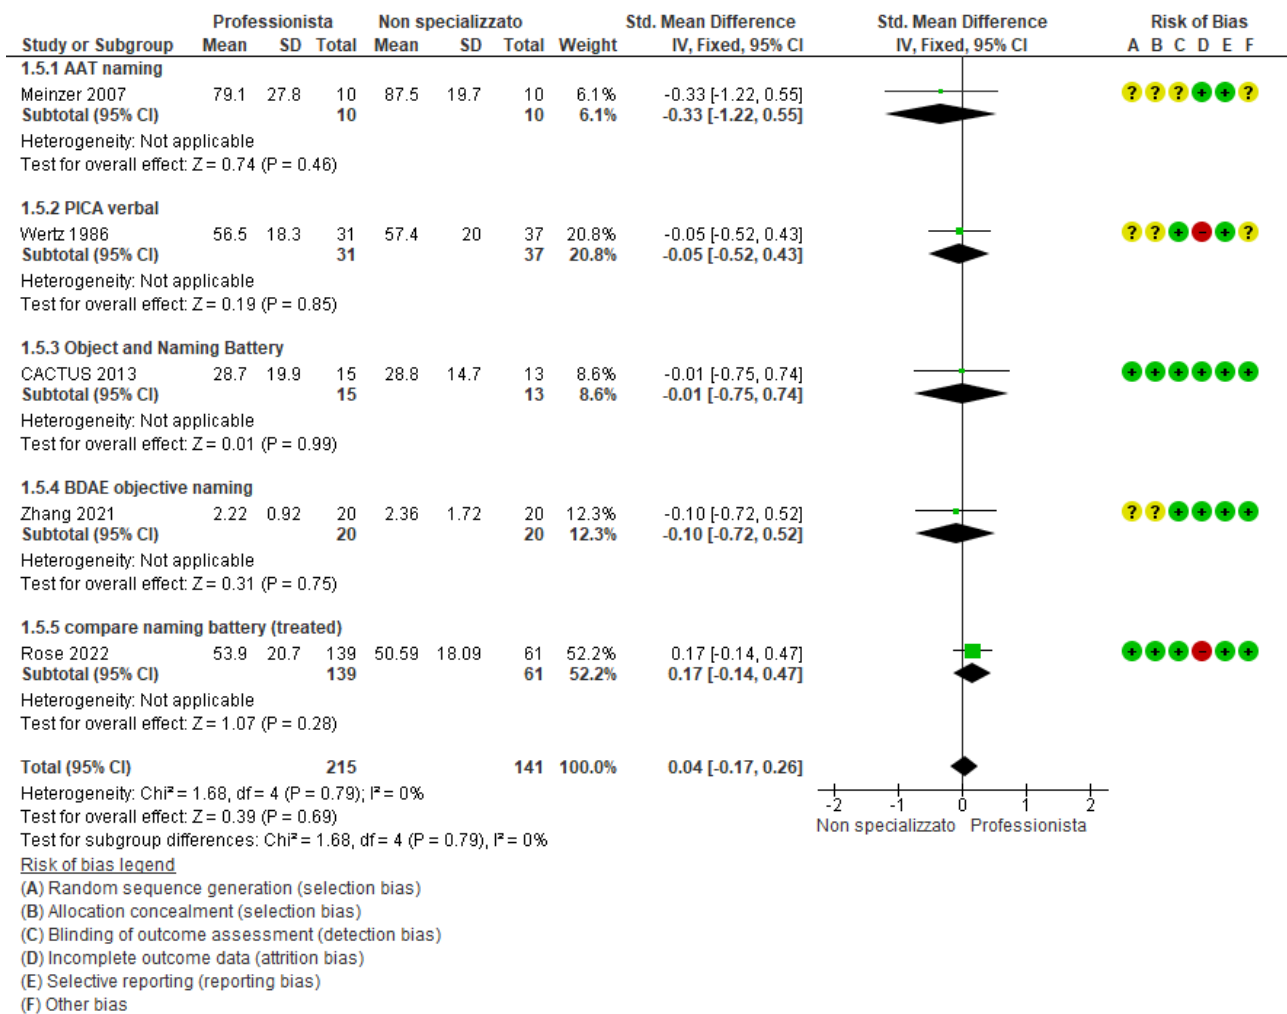 Professionista Non specializzato Std. Mean Difference Std. Mean Difference Risk of Bias
Study or Subgroup Mean SD Total Mean SD Total Weight IV, Fixed, 95% CI IV, Fixed, 95% CI A B C D E F
1.5.1 AAT naming
Meinzer 2007 79.1 27.8 10 87.5 19.7 10 6.1% -0.33 [-1.22, 0.55] ? ? ? + + ?
Subtotal (95% CI) 10 10 6.1% -0.33 [-1.22, 0.55]
Heterogeneity: Not applicable
Test for overall effect: Z = 0.74 (P = 0.46)
1.5.2 PICA verbal
Wertz 1986 56.5 18.3 31 57.4 20 37 20.8% -0.05 [-0.52, 0.43] ? ? + - + ?
Subtotal (95% CI) 31 37 20.8% -0.05 [-0.52, 0.43]
Heterogeneity: Not applicable
Test for overall effect: Z = 0.19 (P = 0.85)
1.5.3 Object and Naming Battery
CACTUS 2013 28.7 19.9 15 28.8 14.7 13 8.6% -0.01 [-0.75, 0.74] + + + + + +
Subtotal (95% CI) 15 13 8.6% -0.01 [-0.75, 0.74]
Heterogeneity: Not applicable
Test for overall effect: Z = 0.01 (P = 0.99)
1.5.4 BDAE objective naming
Zhang 2021 2.22 0.92 20 2.36 1.72 20 12.3% -0.10 [-0.72, 0.52] ? ? + + + +
Subtotal (95% CI) 20 20 12.3% -0.10 [-0.72, 0.52]
Heterogeneity: Not applicable
Test for overall effect: Z = 0.31 (P = 0.75)
1.5.5 compare naming battery (treated)
Rose 2022 53.9 20.7 139 50.59 18.09 61 52.2% 0.17 [-0.14, 0.47] + + + - + +
Subtotal (95% CI) 139 61 52.2% 0.17 [-0.14, 0.47]
Heterogeneity: Not applicable
Test for overall effect: Z = 1.07 (P = 0.28)
Total (95% CI) 215 141 100.0% 0.04 [-0.17, 0.26]
Heterogeneity: Chi² = 1.68, df = 4 (P = 0.79); I² = 0%
Test for overall effect: Z = 0.39 (P = 0.69)
Test for subgroup differences: Chi² = 1.68, df = 4 (P = 0.79), I² = 0%
-2 -1 0 1 2
Non specializzato Professionista
Risk of bias legend
(A) Random sequence generation (selection bias)
(B) Allocation concealment (selection bias)
(C) Blinding of outcome assessment (detection bias)
(D) Incomplete outcome data (attrition bias)
(E) Selective reporting (reporting bias)
(F) Other bias